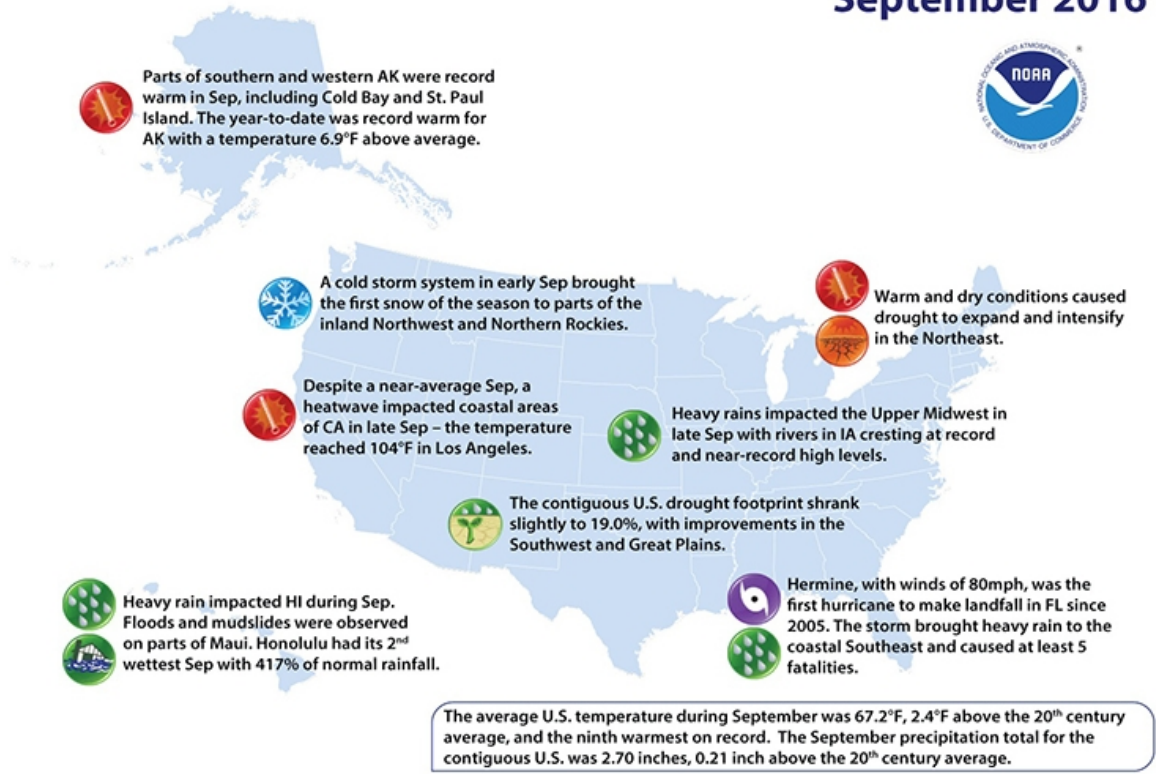 September 2016
NATIONAL OCEANIC AND ATMOSPHERIC ADMINISTRATION
NOAA
U.S. DEPARTMENT OF COMMERCE
®
Parts of southern and western AK were record
warm in Sep, including Cold Bay and St. Paul
Island. The year-to-date was record warm for
AK with a temperature 6.9°F above average.
A cold storm system in early Sep brought
the first snow of the season to parts of the
inland Northwest and Northern Rockies.
Warm and dry conditions caused
drought to expand and intensify
in the Northeast.
Despite a near-average Sep, a
heatwave impacted coastal areas
of CA in late Sep – the temperature
reached 104°F in Los Angeles.
Heavy rains impacted the Upper Midwest in
late Sep with rivers in IA cresting at record
and near-record high levels.
The contiguous U.S. drought footprint shrank
slightly to 19.0%, with improvements in the
Southwest and Great Plains.
Heavy rain impacted HI during Sep.
Floods and mudslides were observed
on parts of Maui. Honolulu had its 2nd
wettest Sep with 417% of normal rainfall.
Hermine, with winds of 80mph, was the
first hurricane to make landfall in FL since
2005. The storm brought heavy rain to the
coastal Southeast and caused at least 5
fatalities.
The average U.S. temperature during September was 67.2°F, 2.4°F above the 20th century
average, and the ninth warmest on record. The September precipitation total for the
contiguous U.S. was 2.70 inches, 0.21 inch above the 20th century average.